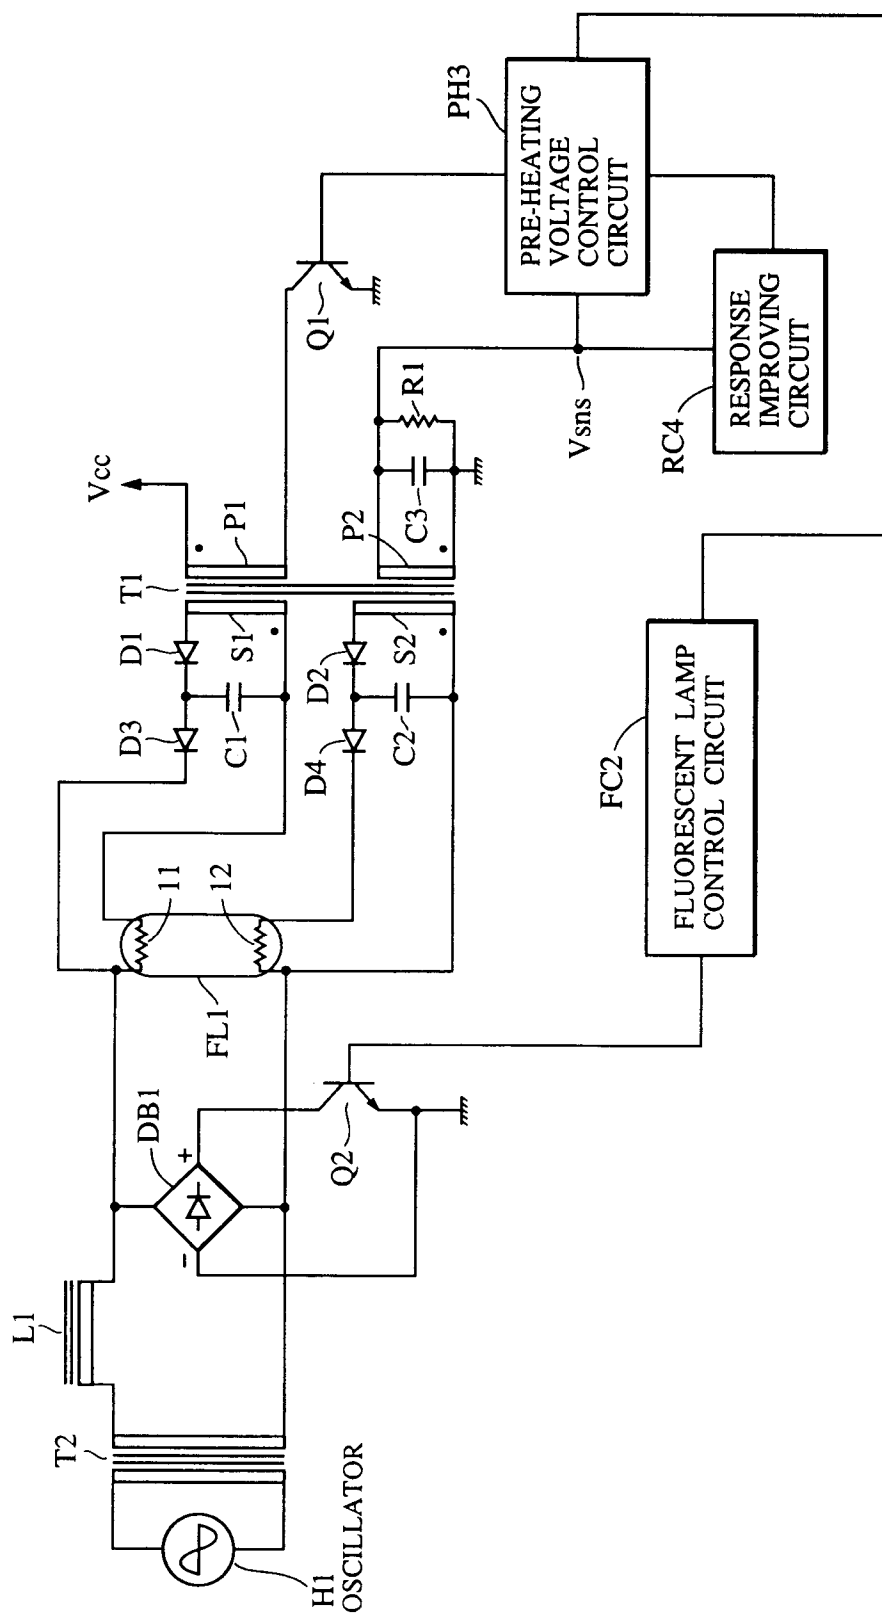 L1
T2
H1
OSCILLATOR
DB1
+
−
Q2
FL1
11
12
D3
D1
C1
S1
D4
D2
C2
S2
T1
P1
P2
Vcc
C3
R1
Q1
Vsns
PH3
PRE-HEATING
VOLTAGE
CONTROL
CIRCUIT
RC4
RESPONSE
IMPROVING
CIRCUIT
FC2
FLUORESCENT LAMP
CONTROL CIRCUIT